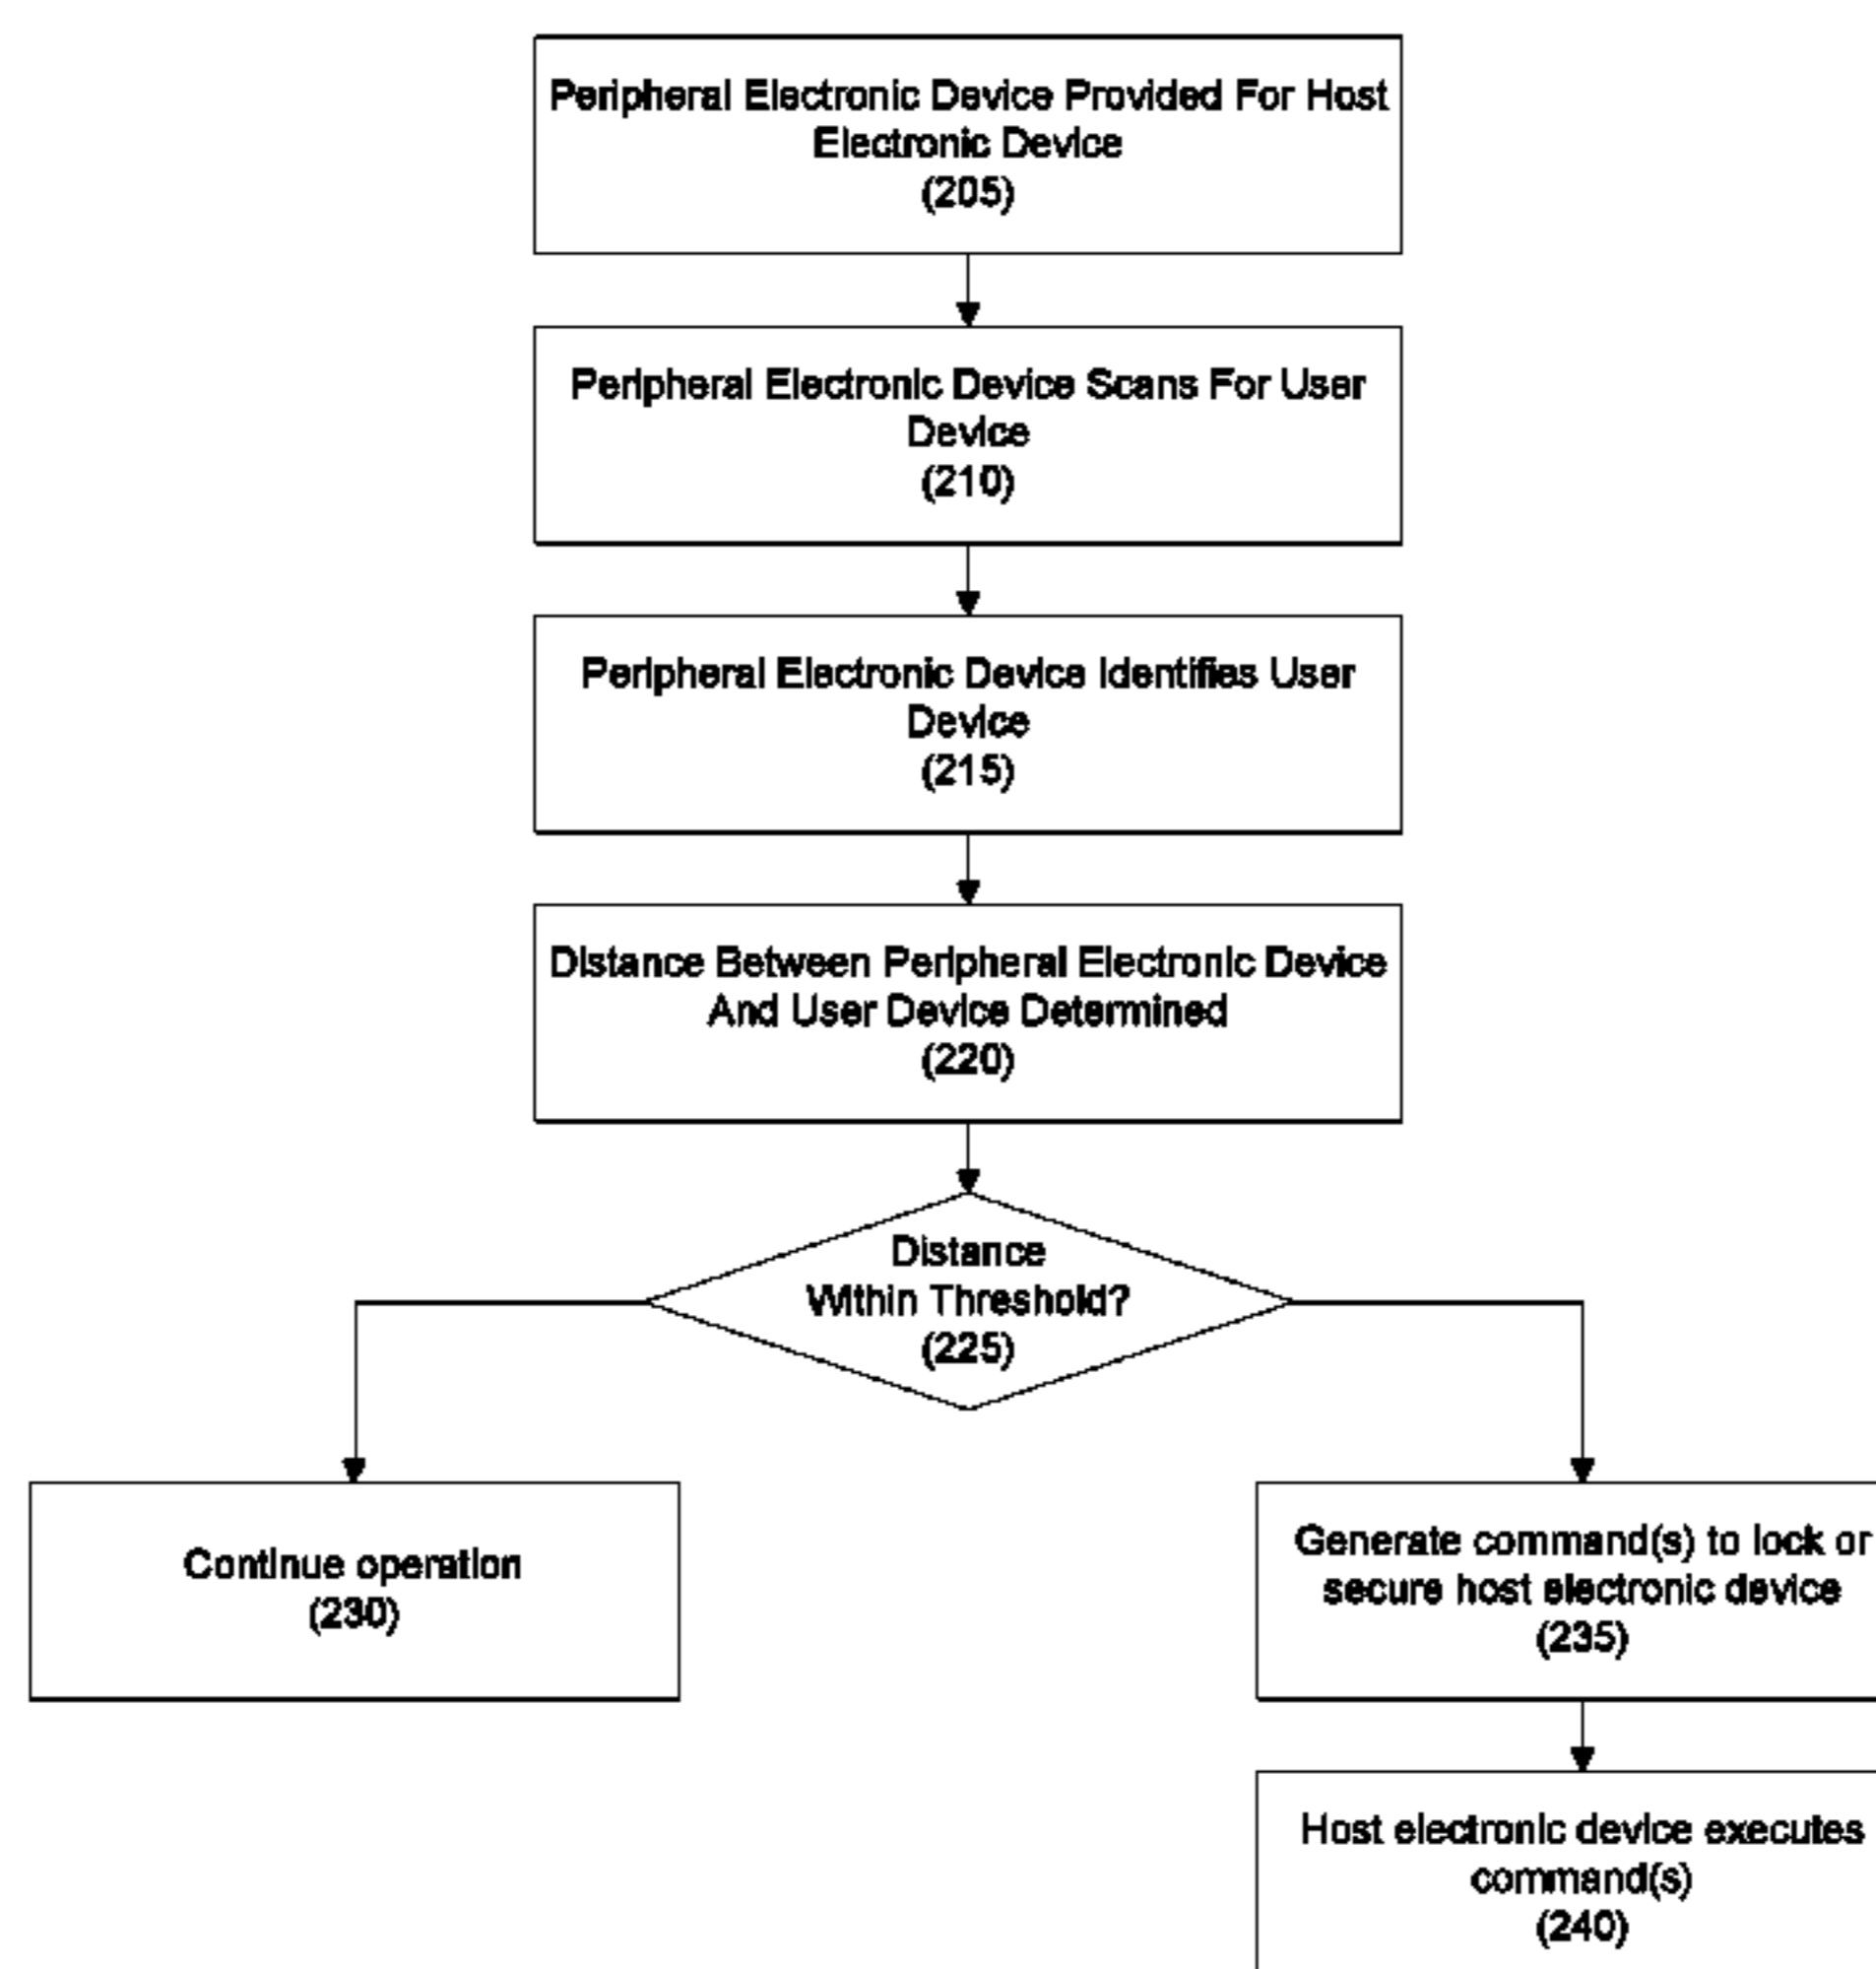 Peripheral Electronic Device Provided For Host
Electronic Device
(205)
Peripheral Electronic Device Scans For User
Device
(210)
Peripheral Electronic Device Identifies User
Device
(215)
Distance Between Peripheral Electronic Device
And User Device Determined
(220)
Distance
Within Threshold?
(225)
Continue operation
(230)
Generate command(s) to lock or
secure host electronic device
(235)
Host electronic device executes
command(s)
(240)